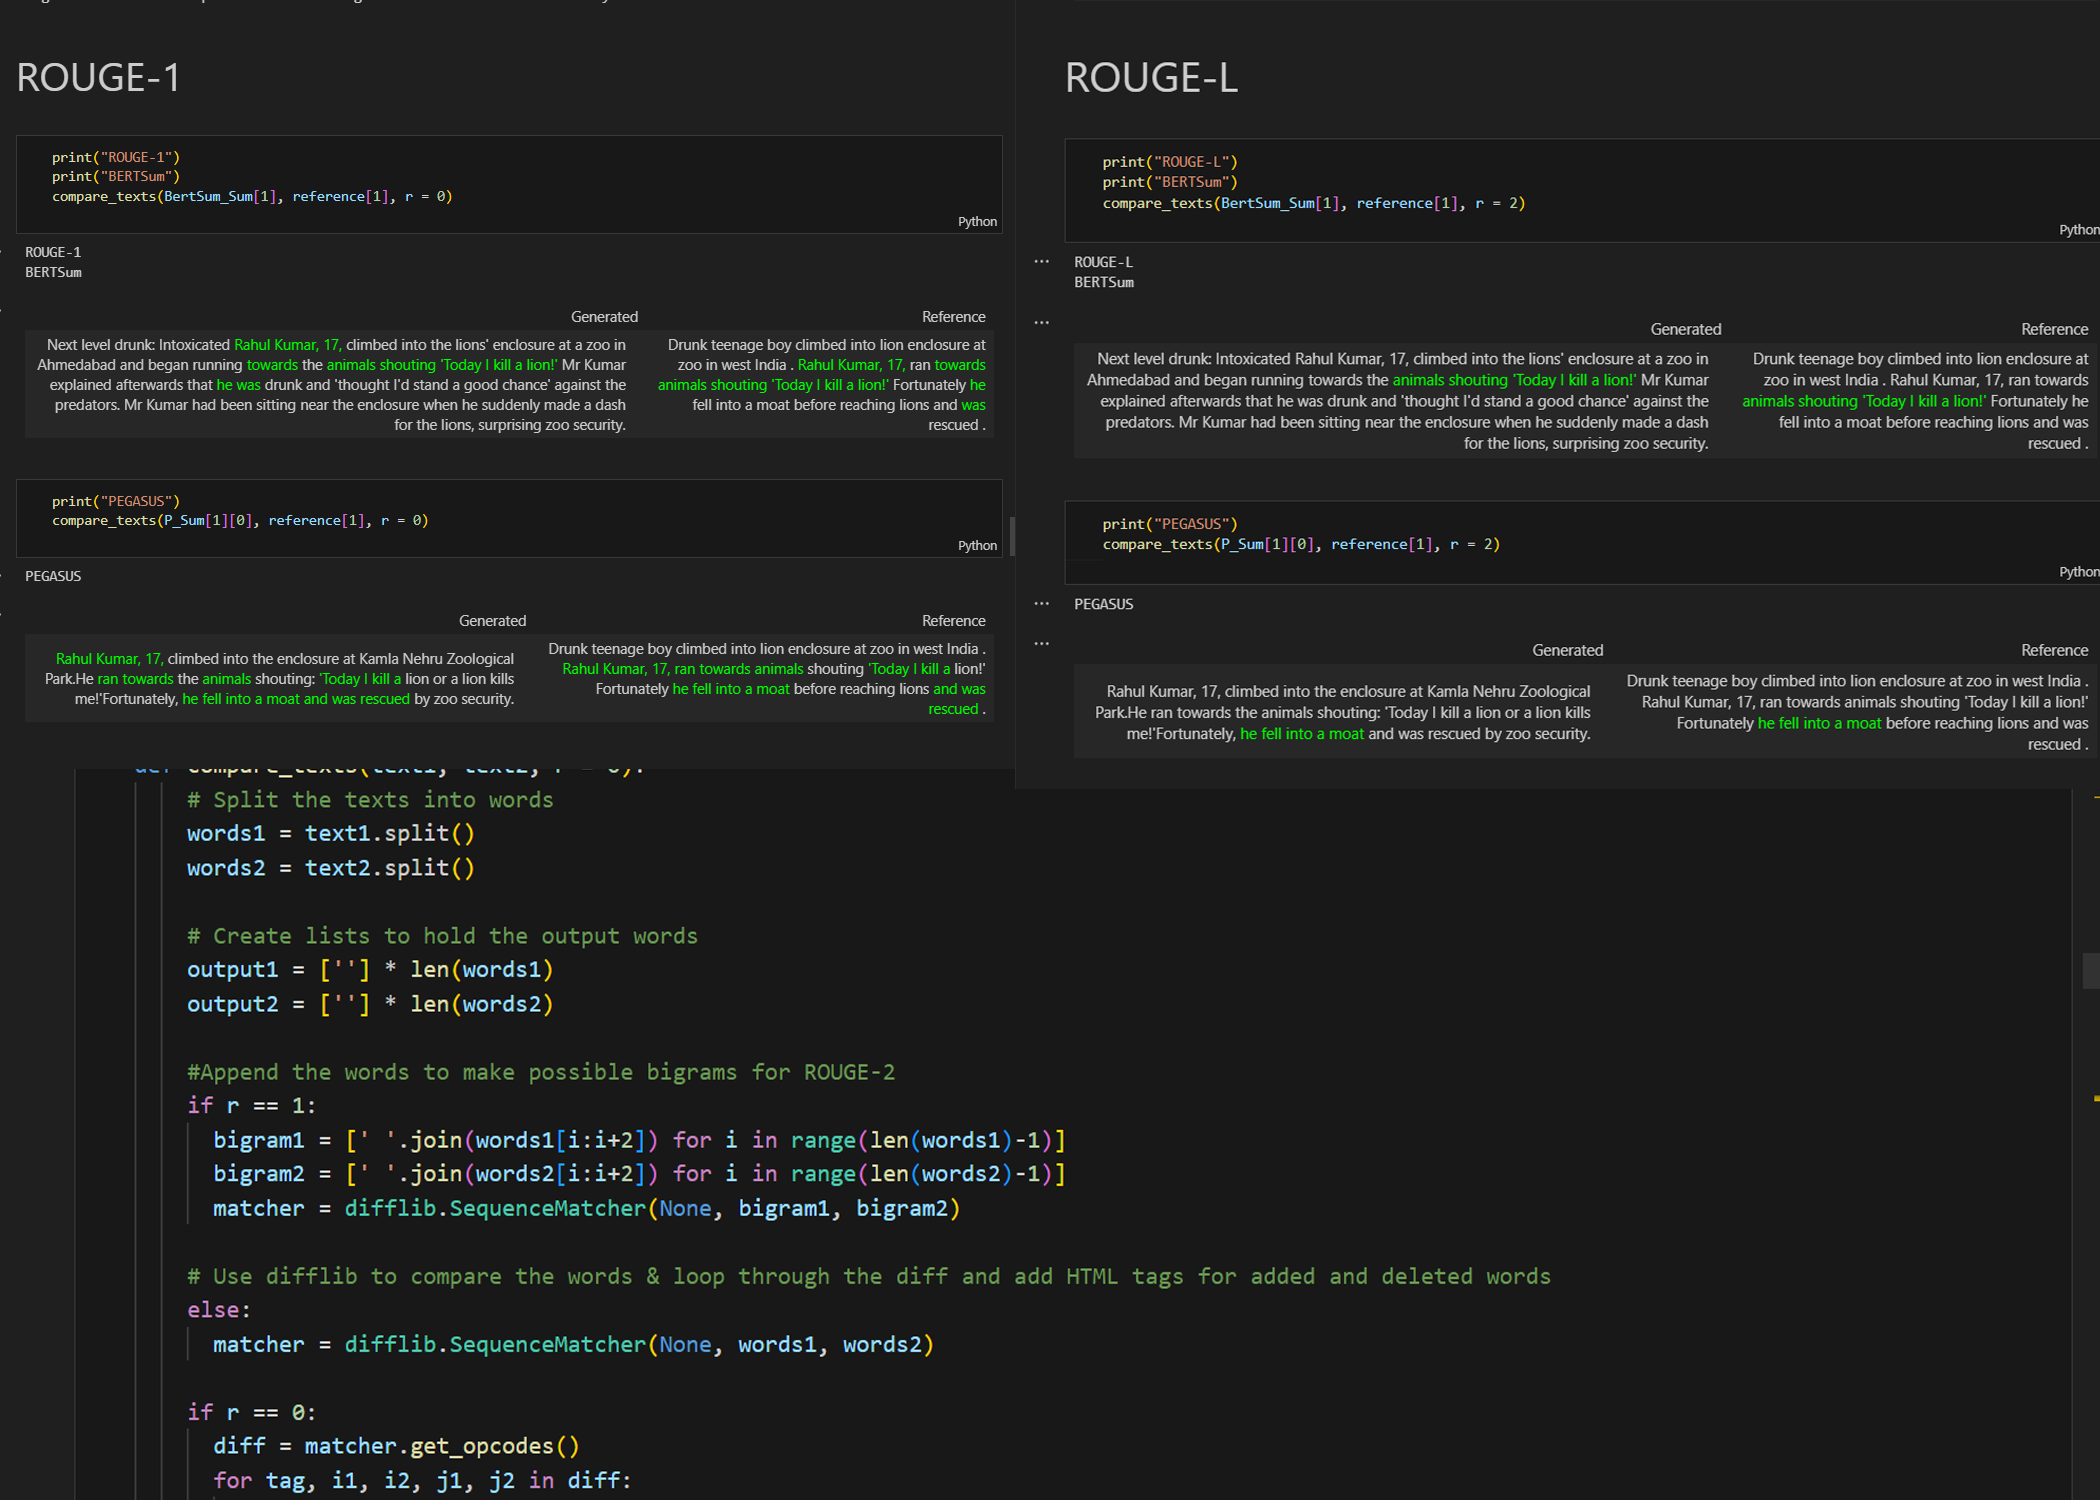 ROUGE-1
print("ROUGE-1")
print("BERTSum")
compare_texts(BertSum_Sum[1], reference[1], r = 0)
Python
ROUGE-1
BERTSum
Generated Reference
Next level drunk: Intoxicated Rahul Kumar, 17, climbed into the lions' enclosure at a zoo in
Ahmedabad and began running towards the animals shouting 'Today I kill a lion!' Mr Kumar
explained afterwards that he was drunk and 'thought I'd stand a good chance' against the
predators. Mr Kumar had been sitting near the enclosure when he suddenly made a dash
for the lions, surprising zoo security.
Drunk teenage boy climbed into lion enclosure at
zoo in west India . Rahul Kumar, 17, ran towards
animals shouting 'Today I kill a lion!' Fortunately he
fell into a moat before reaching lions and was
rescued .
print("PEGASUS")
compare_texts(P_Sum[1][0], reference[1], r = 0)
Python
PEGASUS
Generated Reference
Rahul Kumar, 17, climbed into the enclosure at Kamla Nehru Zoological
Park.He ran towards the animals shouting: 'Today I kill a lion or a lion kills
me!'Fortunately, he fell into a moat and was rescued by zoo security.
Drunk teenage boy climbed into lion enclosure at zoo in west India .
Rahul Kumar, 17, ran towards animals shouting 'Today I kill a lion!'
Fortunately he fell into a moat before reaching lions and was
rescued .
ROUGE-L
print("ROUGE-L")
print("BERTSum")
compare_texts(BertSum_Sum[1], reference[1], r = 2)
Python
ROUGE-L
BERTSum
Generated Reference
Next level drunk: Intoxicated Rahul Kumar, 17, climbed into the lions' enclosure at a zoo in
Ahmedabad and began running towards the animals shouting 'Today I kill a lion!' Mr Kumar
explained afterwards that he was drunk and 'thought I'd stand a good chance' against the
predators. Mr Kumar had been sitting near the enclosure when he suddenly made a dash
for the lions, surprising zoo security.
Drunk teenage boy climbed into lion enclosure at
zoo in west India . Rahul Kumar, 17, ran towards
animals shouting 'Today I kill a lion!' Fortunately he
fell into a moat before reaching lions and was
rescued .
print("PEGASUS")
compare_texts(P_Sum[1][0], reference[1], r = 2)
Python
PEGASUS
Generated Reference
Rahul Kumar, 17, climbed into the enclosure at Kamla Nehru Zoological
Park.He ran towards the animals shouting: 'Today I kill a lion or a lion kills
me!'Fortunately, he fell into a moat and was rescued by zoo security.
Drunk teenage boy climbed into lion enclosure at zoo in west India .
Rahul Kumar, 17, ran towards animals shouting 'Today I kill a lion!'
Fortunately he fell into a moat before reaching lions and was
rescued .
def compare_texts(text1, text2, r = 0):
# Split the texts into words
words1 = text1.split()
words2 = text2.split()
# Create lists to hold the output words
output1 = [''] * len(words1)
output2 = [''] * len(words2)
#Append the words to make possible bigrams for ROUGE-2
if r == 1:
bigram1 = [' '.join(words1[i:i+2]) for i in range(len(words1)-1)]
bigram2 = [' '.join(words2[i:i+2]) for i in range(len(words2)-1)]
matcher = difflib.SequenceMatcher(None, bigram1, bigram2)
# Use difflib to compare the words & loop through the diff and add HTML tags for added and deleted words
else:
matcher = difflib.SequenceMatcher(None, words1, words2)
if r == 0:
diff = matcher.get_opcodes()
for tag, i1, i2, j1, j2 in diff: